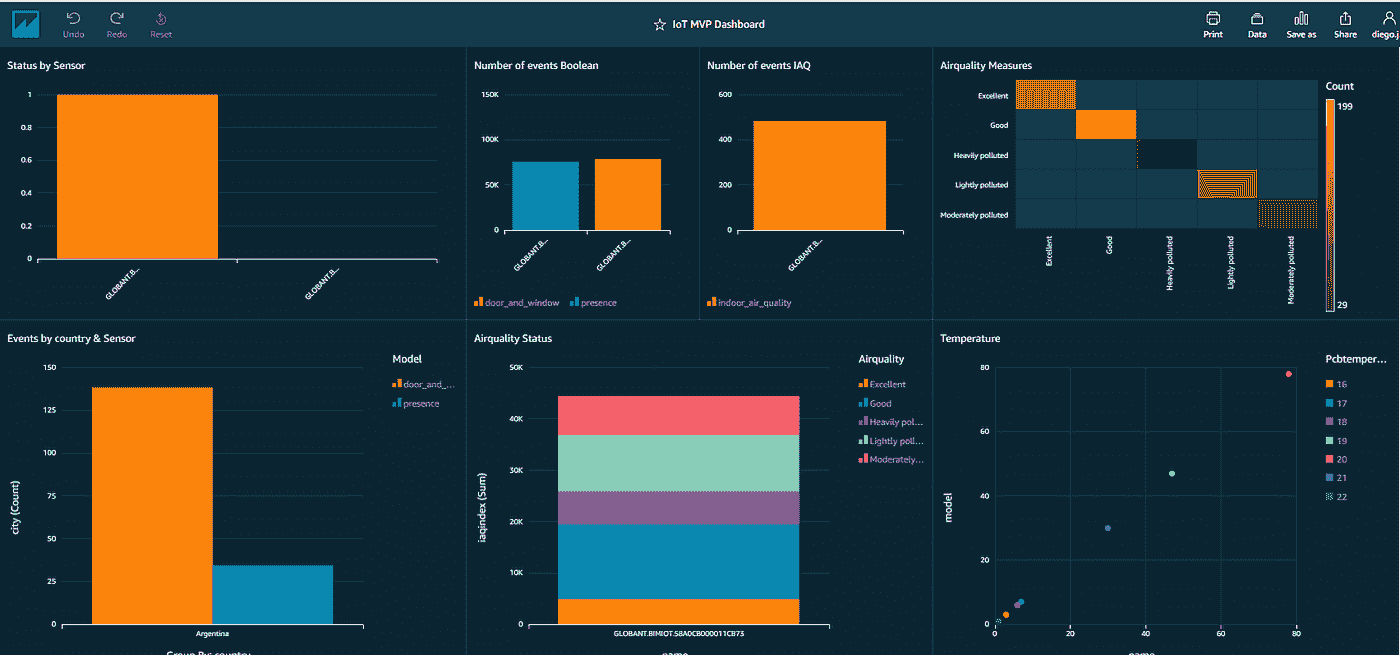 Undo
Redo
Reset
IoT MVP Dashboard
Print
Data
Save as
Share
diego.j
Status by Sensor
1
0.8
0.6
0.4
0.2
0
GLOBANT.B...
GLOBANT.B...
Number of events Boolean
150K
100K
50K
0
GLOBANT.B...
GLOBANT.B...
door_and_window
presence
Number of events IAQ
600
400
200
0
GLOBANT.B...
indoor_air_quality
Airquality Measures
Excellent
Good
Heavily polluted
Lightly polluted
Moderately polluted
Excellent
Good
Heavily polluted
Lightly polluted
Moderately polluted
Count
199
29
Events by country & Sensor
city (Count)
150
125
100
75
50
25
0
Argentina
Group By: country
Model
door_and_...
presence
Airquality Status
iaqindex (Sum)
50K
40K
30K
20K
10K
0
GLOBANT.BIMIOT.58A0CB000011CB73
name
Airquality
Excellent
Good
Heavily pol...
Lightly poll...
Moderately...
Temperature
model
80
60
40
20
0
0
20
40
60
80
name
Pcbtemper...
16
17
18
19
20
21
22